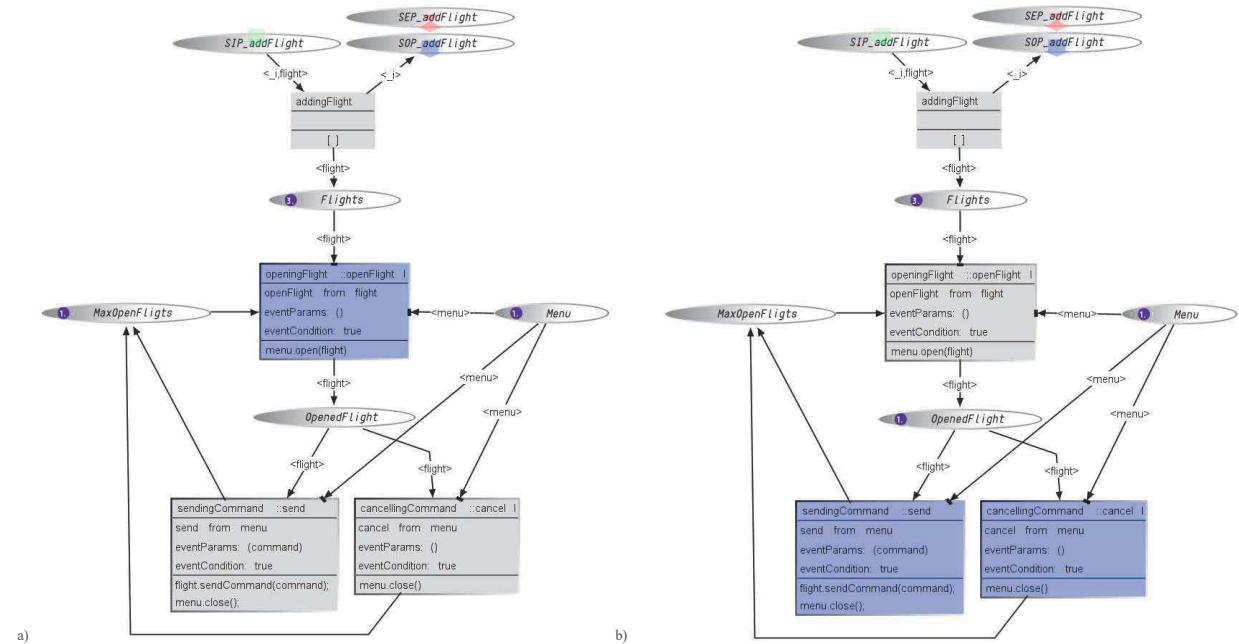 SEP_addFlight
SIP_addFlight
SOP_addFlight
<_i,flight>
<_i>
addingFlight
[ ]
<flight>
3. Flights
<flight>
openingFlight ::openFlight I
openFlight from flight
eventParams: ()
eventCondition: true
menu.open(flight)
1. MaxOpenFligts
<menu>
1. Menu
<flight>
<menu>
OpenedFlight
<menu>
<flight>
<flight>
sendingCommand ::send
send from menu
eventParams: (command)
eventCondition: true
flight.sendCommand(command);
menu.close();
cancellingCommand ::cancel I
cancel from menu
eventParams: ()
eventCondition: true
menu.close()
a)
SEP_addFlight
SIP_addFlight
SOP_addFlight
<_i,flight>
<_i>
addingFlight
[ ]
<flight>
3. Flights
<flight>
openingFlight ::openFlight I
openFlight from flight
eventParams: ()
eventCondition: true
menu.open(flight)
MaxOpenFligts
<menu>
1. Menu
<flight>
<menu>
1. OpenedFlight
<menu>
<flight>
<flight>
sendingCommand ::send
send from menu
eventParams: (command)
eventCondition: true
flight.sendCommand(command);
menu.close();
cancellingCommand ::cancel I
cancel from menu
eventParams: ()
eventCondition: true
menu.close()
b)